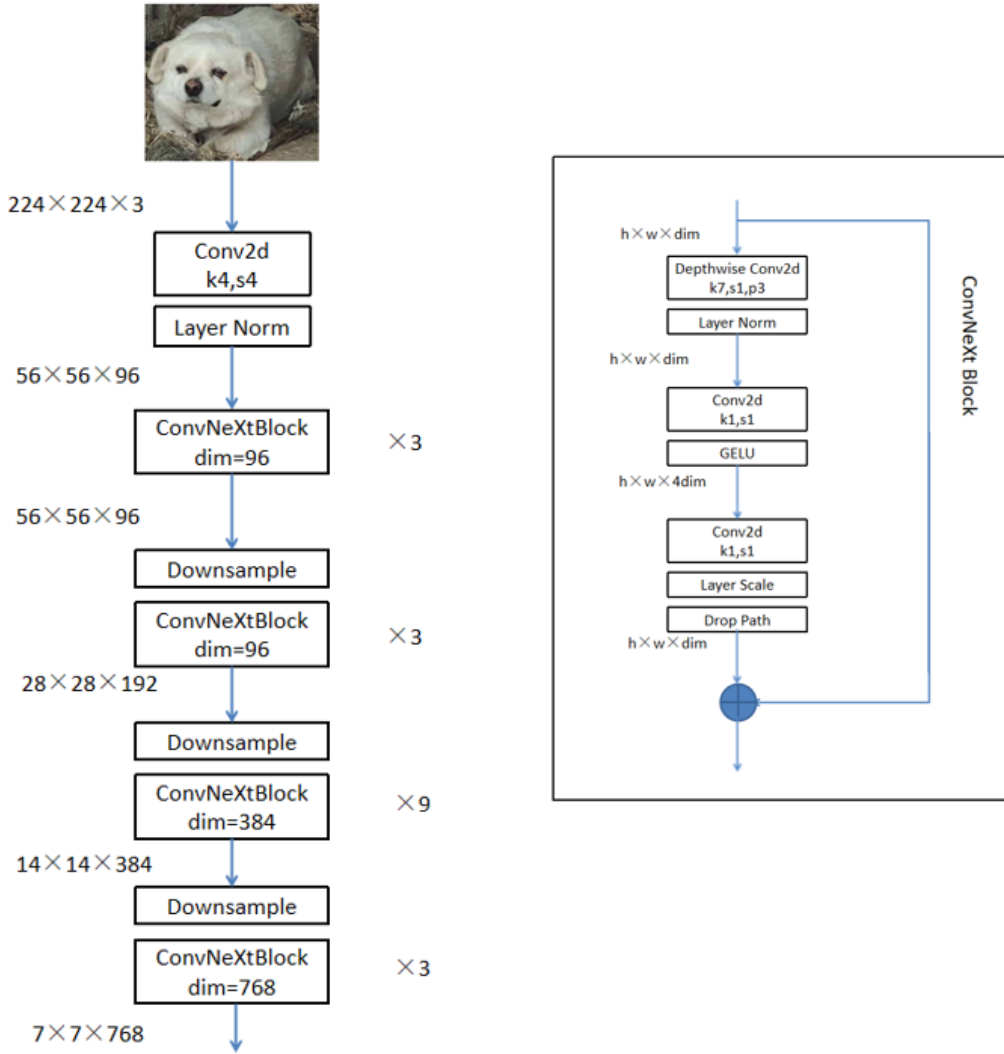 224×224×3
Conv2d
k4,s4
Layer Norm
56×56×96
ConvNeXtBlock
dim=96
×3
56×56×96
Downsample
ConvNeXtBlock
dim=96
×3
28×28×192
Downsample
ConvNeXtBlock
dim=384
×9
14×14×384
Downsample
ConvNeXtBlock
dim=768
×3
7×7×768
h×w×dim
Depthwise Conv2d
k7,s1,p3
Layer Norm
h×w×dim
Conv2d
k1,s1
GELU
h×w×4dim
Conv2d
k1,s1
Layer Scale
Drop Path
h×w×dim
ConvNeXt Block